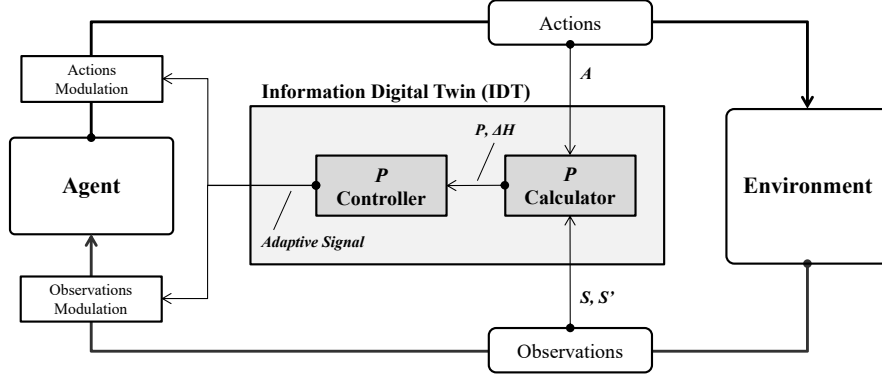 Actions
Actions
Modulation
A
Information Digital Twin (IDT)
P, ΔH
Agent
P
Controller
P
Calculator
Environment
Adaptive Signal
Observations
Modulation
S, S’
Observations